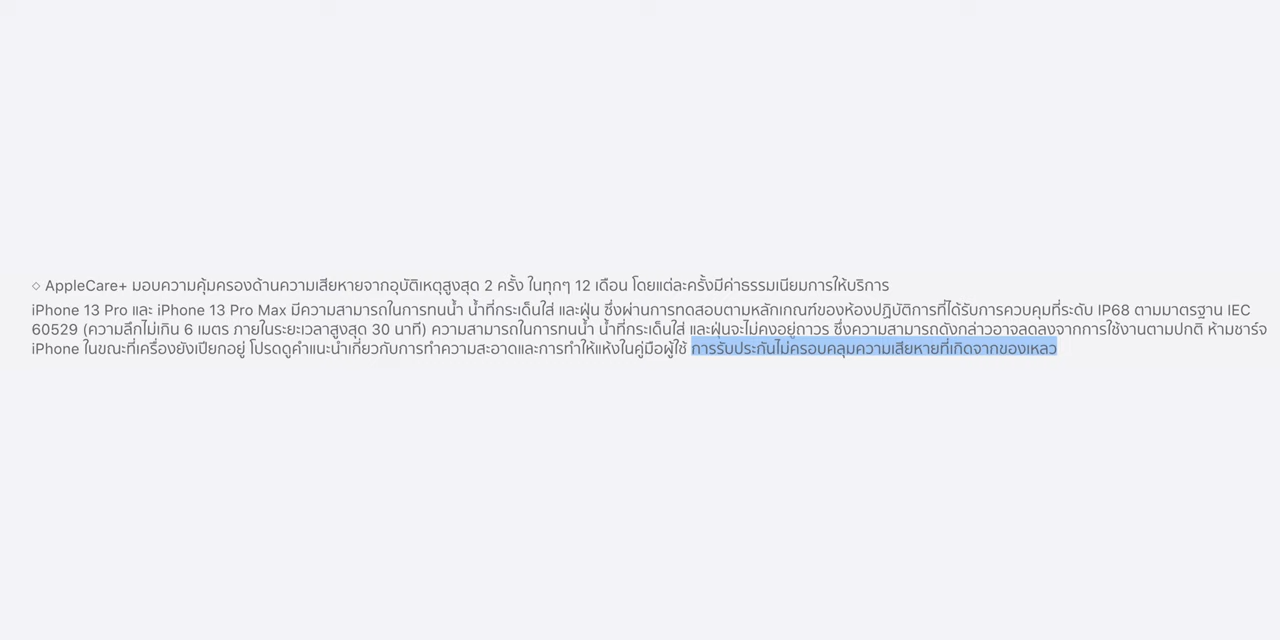 ◇ AppleCare+ มอบความคุ้มครองด้านความเสียหายจากอุบัติเหตุสูงสุด 2 ครั้ง ในทุกๆ 12 เดือน โดยแต่ละครั้งมีค่าธรรมเนียมการให้บริการ
iPhone 13 Pro และ iPhone 13 Pro Max มีความสามารถในการทนน้ำ น้ำที่กระเด็นใส่ และฝุ่น ซึ่งผ่านการทดสอบตามหลักเกณฑ์ของห้องปฏิบัติการที่ได้รับการควบคุมที่ระดับ IP68 ตามมาตรฐาน IEC
60529 (ความลึกไม่เกิน 6 เมตร ภายในระยะเวลาสูงสุด 30 นาที) ความสามารถในการทนน้ำ น้ำที่กระเด็นใส่ และฝุ่นจะไม่คงอยู่ถาวร ซึ่งความสามารถดังกล่าวอาจลดลงจากการใช้งานตามปกติ ห้ามชาร์จ
iPhone ในขณะที่เครื่องยังเปียกอยู่ โปรดดูคำแนะนำเกี่ยวกับการทำความสะอาดและการทำให้แห้งในคู่มือผู้ใช้ การรับประกันไม่ครอบคลุมความเสียหายที่เกิดจากของเหลว